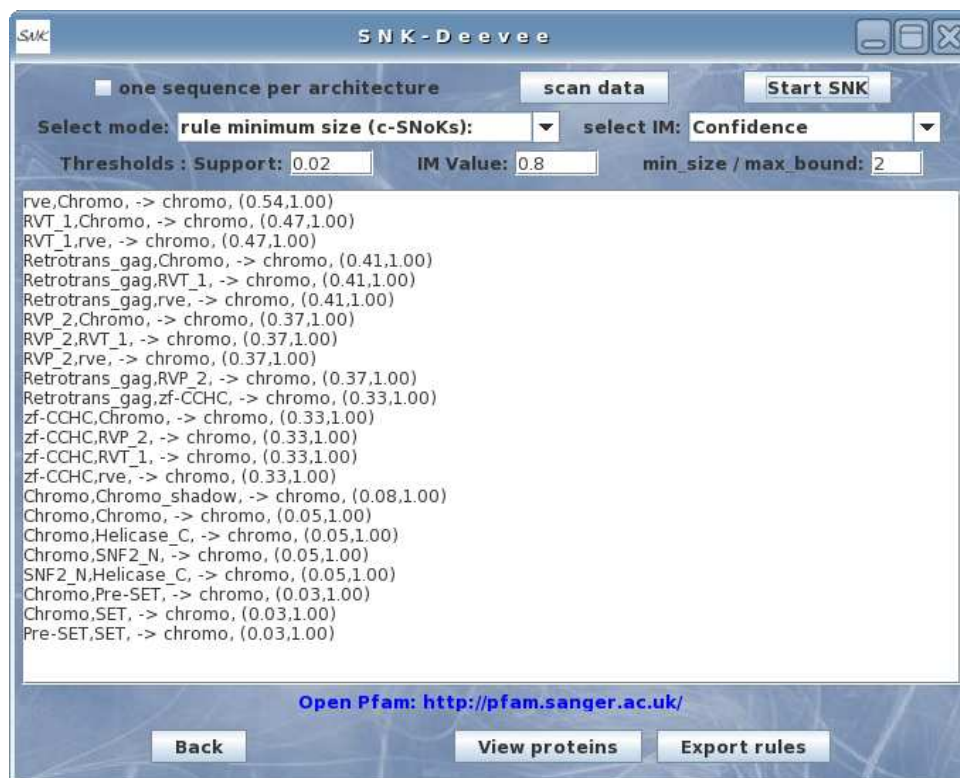 SNK
SNK-Deevee
one sequence per architecture scan data Start SNK
Select mode: rule minimum size (c-SNoKs): select IM: Confidence
Thresholds : Support: 0.02 IM Value: 0.8 min_size / max_bound: 2
rve,Chromo, -> chromo, (0.54,1.00)
RVT_1,Chromo, -> chromo, (0.47,1.00)
RVT_1,rve, -> chromo, (0.47,1.00)
Retrotrans_gag,Chromo, -> chromo, (0.41,1.00)
Retrotrans_gag,RVT_1, -> chromo, (0.41,1.00)
Retrotrans_gag,rve, -> chromo, (0.41,1.00)
RVP_2,Chromo, -> chromo, (0.37,1.00)
RVP_2,RVT_1, -> chromo, (0.37,1.00)
RVP_2,rve, -> chromo, (0.37,1.00)
Retrotrans_gag,RVP_2, -> chromo, (0.37,1.00)
Retrotrans_gag,zf-CCHC, -> chromo, (0.33,1.00)
zf-CCHC,Chromo, -> chromo, (0.33,1.00)
zf-CCHC,RVP_2, -> chromo, (0.33,1.00)
zf-CCHC,RVT_1, -> chromo, (0.33,1.00)
zf-CCHC,rve, -> chromo, (0.33,1.00)
Chromo,Chromo_shadow, -> chromo, (0.08,1.00)
Chromo,Chromo, -> chromo, (0.05,1.00)
Chromo,Helicase_C, -> chromo, (0.05,1.00)
Chromo,SNF2_N, -> chromo, (0.05,1.00)
SNF2_N,Helicase_C, -> chromo, (0.05,1.00)
Chromo,Pre-SET, -> chromo, (0.03,1.00)
Chromo,SET, -> chromo, (0.03,1.00)
Pre-SET,SET, -> chromo, (0.03,1.00)
Open Pfam: http://pfam.sanger.ac.uk/
Back View proteins Export rules